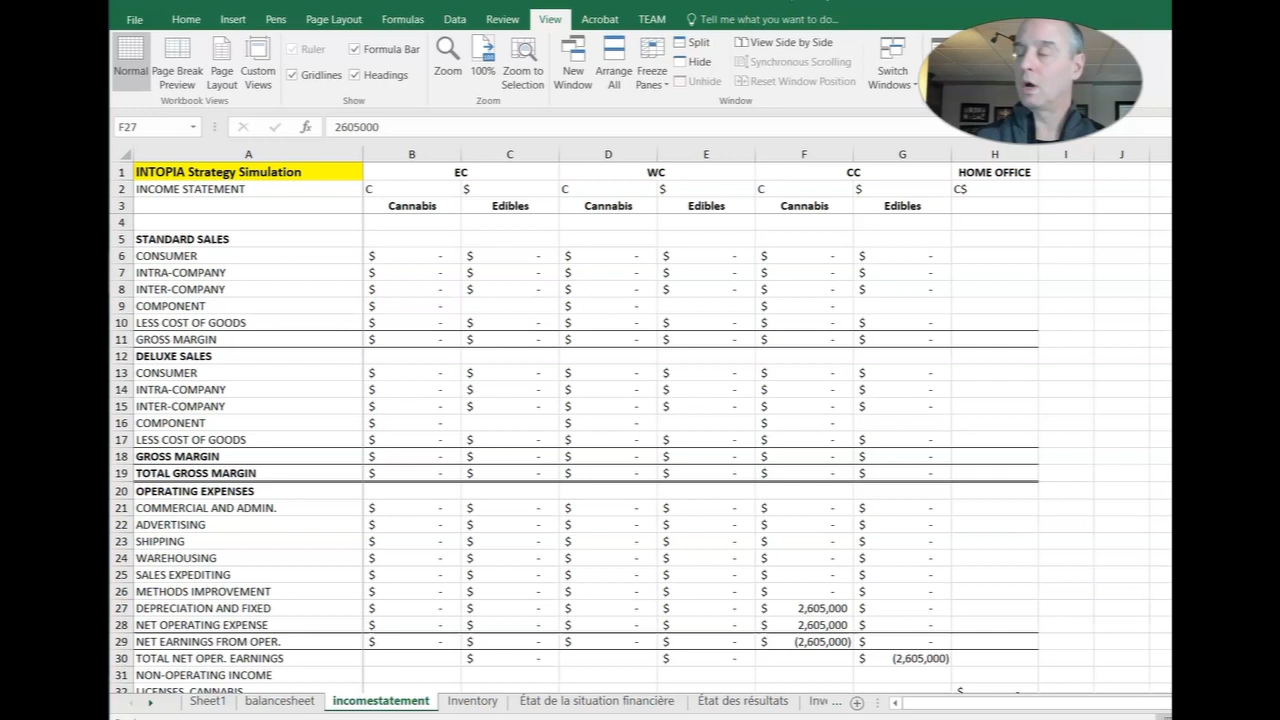 File Home Insert Pens Page Layout Formulas Data Review View Acrobat TEAM Tell me what you want to do...
Normal Page Break Preview Page Layout Custom Views
Workbook Views
Ruler Formula Bar
Gridlines Headings
Show
Zoom 100% Zoom to Selection
Zoom
New Window Arrange All Freeze Panes
Split
Hide
Unhide
View Side by Side
Synchronous Scrolling
Reset Window Position
Window
Switch Windows
F27 fx 2605000
A B C D E F G H I J
1 INTOPIA Strategy Simulation EC WC CC HOME OFFICE
2 INCOME STATEMENT C $ C $ C $ C$
3 Cannabis Edibles Cannabis Edibles Cannabis Edibles
4
5 STANDARD SALES
6 CONSUMER $ - $ - $ - $ - $ - $ -
7 INTRA-COMPANY $ - $ - $ - $ - $ - $ -
8 INTER-COMPANY $ - $ - $ - $ - $ - $ -
9 COMPONENT $ - $ - $ -
10 LESS COST OF GOODS $ - $ - $ - $ - $ - $ -
11 GROSS MARGIN $ - $ - $ - $ - $ - $ -
12 DELUXE SALES
13 CONSUMER $ - $ - $ - $ - $ - $ -
14 INTRA-COMPANY $ - $ - $ - $ - $ - $ -
15 INTER-COMPANY $ - $ - $ - $ - $ - $ -
16 COMPONENT $ - $ - $ -
17 LESS COST OF GOODS $ - $ - $ - $ - $ - $ -
18 GROSS MARGIN $ - $ - $ - $ - $ - $ -
19 TOTAL GROSS MARGIN $ - $ - $ - $ - $ - $ -
20 OPERATING EXPENSES
21 COMMERCIAL AND ADMIN. $ - $ - $ - $ - $ - $ -
22 ADVERTISING $ - $ - $ - $ - $ - $ -
23 SHIPPING $ - $ - $ - $ - $ - $ -
24 WAREHOUSING $ - $ - $ - $ - $ - $ -
25 SALES EXPEDITING $ - $ - $ - $ - $ - $ -
26 METHODS IMPROVEMENT $ - $ - $ - $ - $ - $ -
27 DEPRECIATION AND FIXED $ - $ - $ - $ - $ 2,605,000 $ -
28 NET OPERATING EXPENSE $ - $ - $ - $ - $ 2,605,000 $ -
29 NET EARNINGS FROM OPER. $ - $ - $ - $ - $ (2,605,000) $ -
30 TOTAL NET OPER. EARNINGS $ - $ - $ (2,605,000)
31 NON-OPERATING INCOME
32 LICENSES, CANNABIS $ -
Sheet1 balancesheet incomestatement Inventory État de la situation financière État des résultats Inv ...